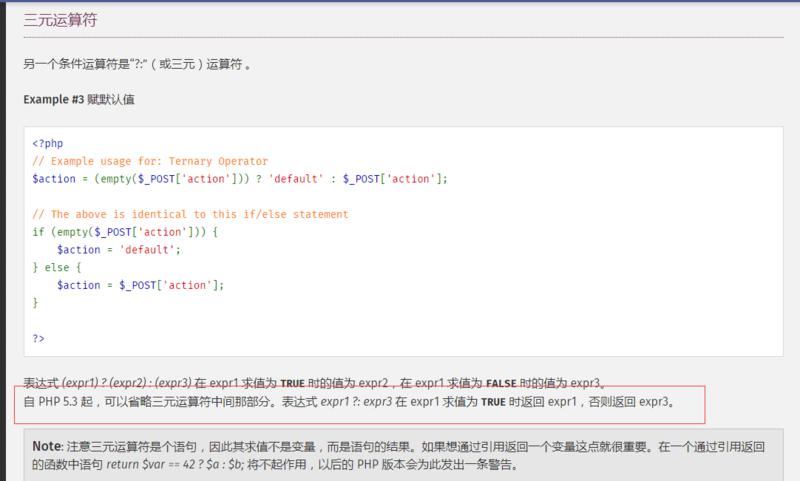 三元运算符
另一个条件运算符是“?:”（或三元）运算符 。
Example #3 赋默认值
<?php
// Example usage for: Ternary Operator
$action = (empty($_POST['action'])) ? 'default' : $_POST['action'];
// The above is identical to this if/else statement
if (empty($_POST['action'])) {
    $action = 'default';
} else {
    $action = $_POST['action'];
}
?>
表达式 (expr1) ? (expr2) : (expr3) 在 expr1 求值为 TRUE 时的值为 expr2，在 expr1 求值为 FALSE 时的值为 expr3。
自 PHP 5.3 起，可以省略三元运算符中间那部分。表达式 expr1 ?: expr3 在 expr1 求值为 TRUE 时返回 expr1，否则返回 expr3。
Note: 注意三元运算符是个语句，因此其求值不是变量，而是语句的结果。如果想通过引用返回一个变量这点就很重要。在一个通过引用返回
的函数中语句 return $var == 42 ? $a : $b; 将不起作用，以后的 PHP 版本会为此发出一条警告。